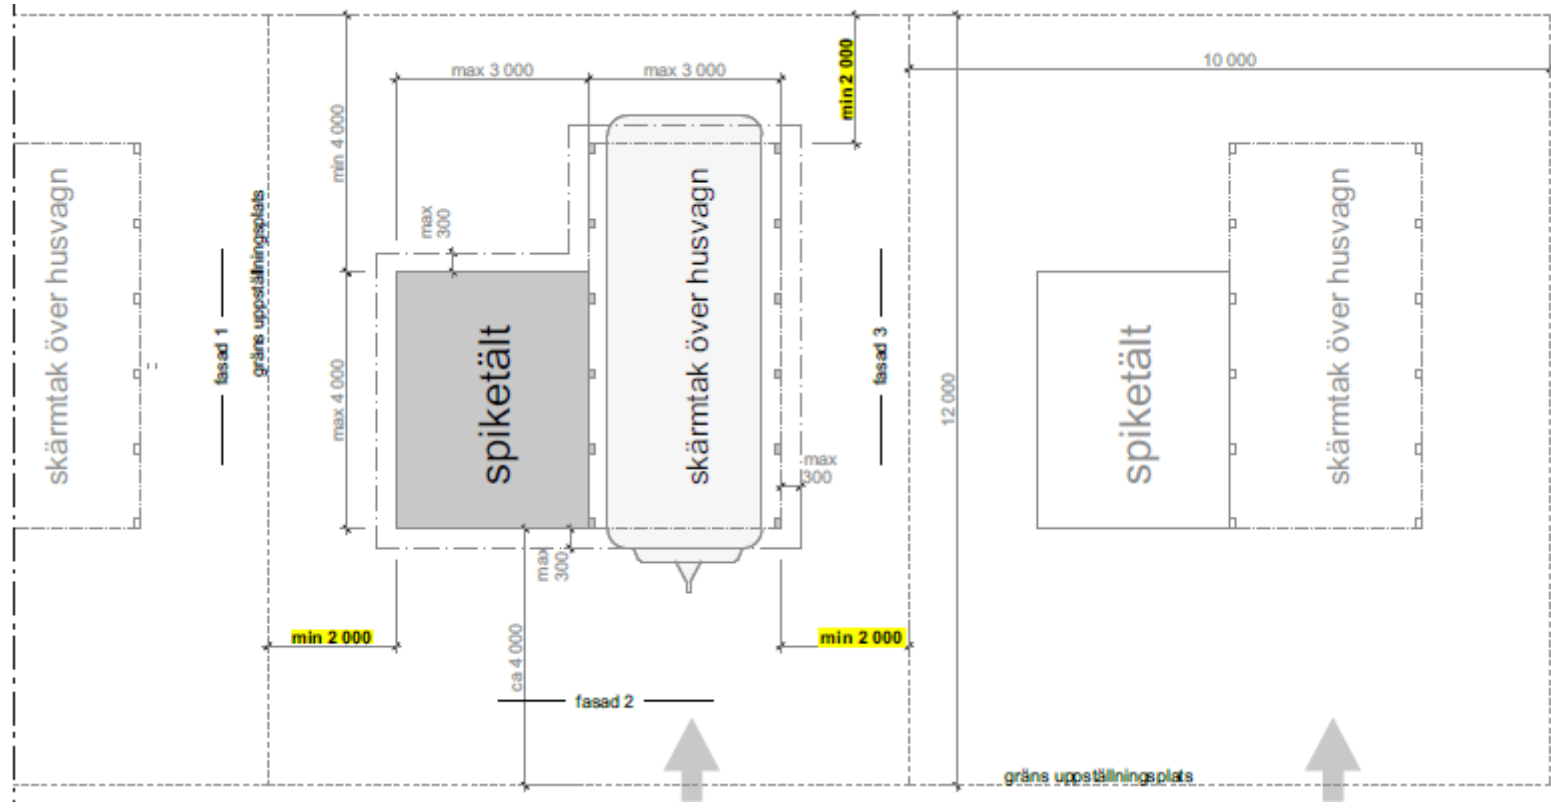 max 3 000
max 3 000
min 2 000
10 000
min 4 000
max
300
skärmtak över husvagn
fasad 1
gräns uppställningsplats
max 4 000
spiketält
skärmtak över husvagn
fasad 3
max
300
12 000
spiketält
skärmtak över husvagn
max
300
min 2 000
min 2 000
ca 4 000
fasad 2
gräns uppställningsplats